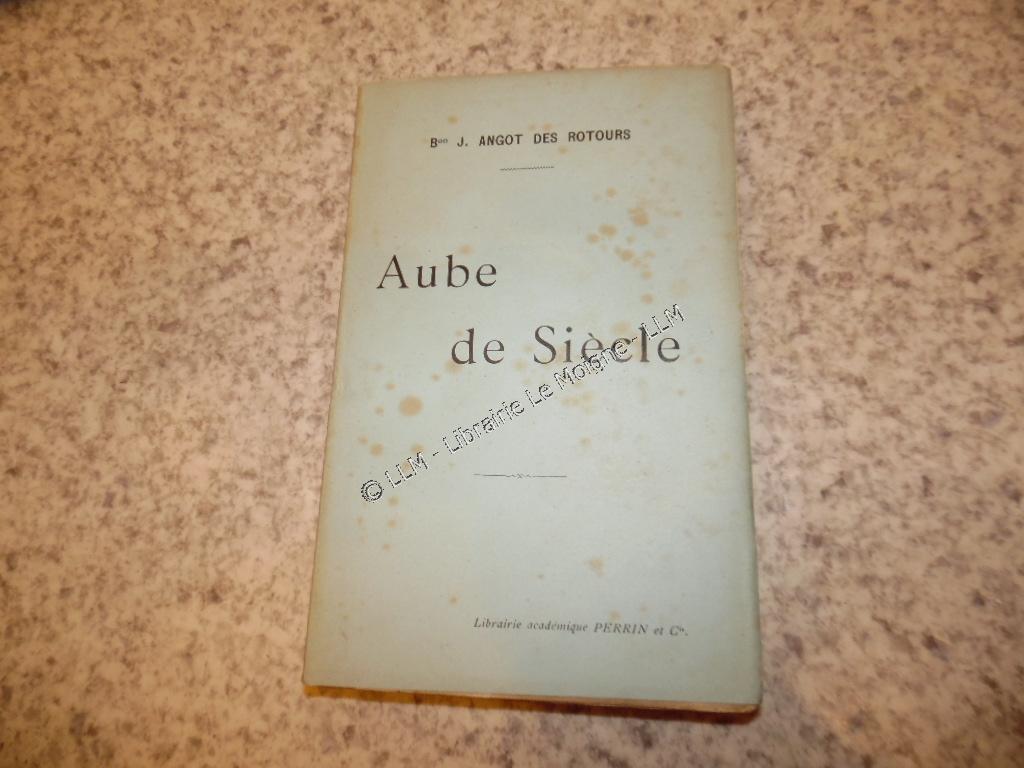 Bon J. ANGOT DES ROTOURS
Aube
de Siècle
© LLM - Librairie Le Moigne - LLM
Librairie académique PERRIN et Cie.